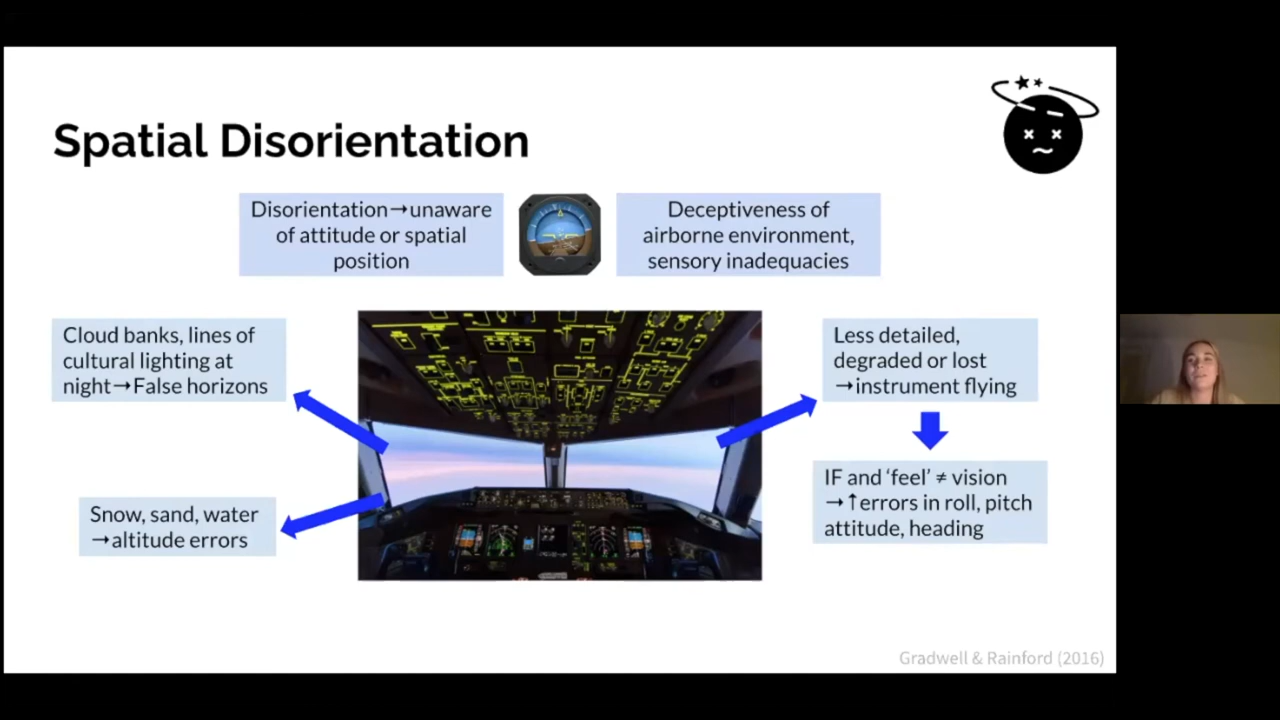 Spatial Disorientation
Disorientation→unaware
of attitude or spatial
position
Deceptiveness of
airborne environment,
sensory inadequacies
Cloud banks, lines of
cultural lighting at
night→False horizons
Less detailed,
degraded or lost
→instrument flying
Snow, sand, water
→altitude errors
IF and ‘feel’ ≠ vision
→↑errors in roll, pitch
attitude, heading
Gradwell & Rainford (2016)